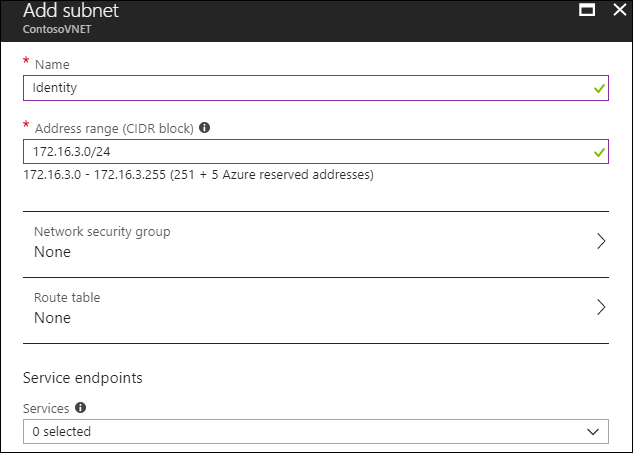 Add subnet
ContosoVNET
* Name
Identity
* Address range (CIDR block)
172.16.3.0/24
172.16.3.0 - 172.16.3.255 (251 + 5 Azure reserved addresses)
Network security group
None
Route table
None
Service endpoints
Services
0 selected